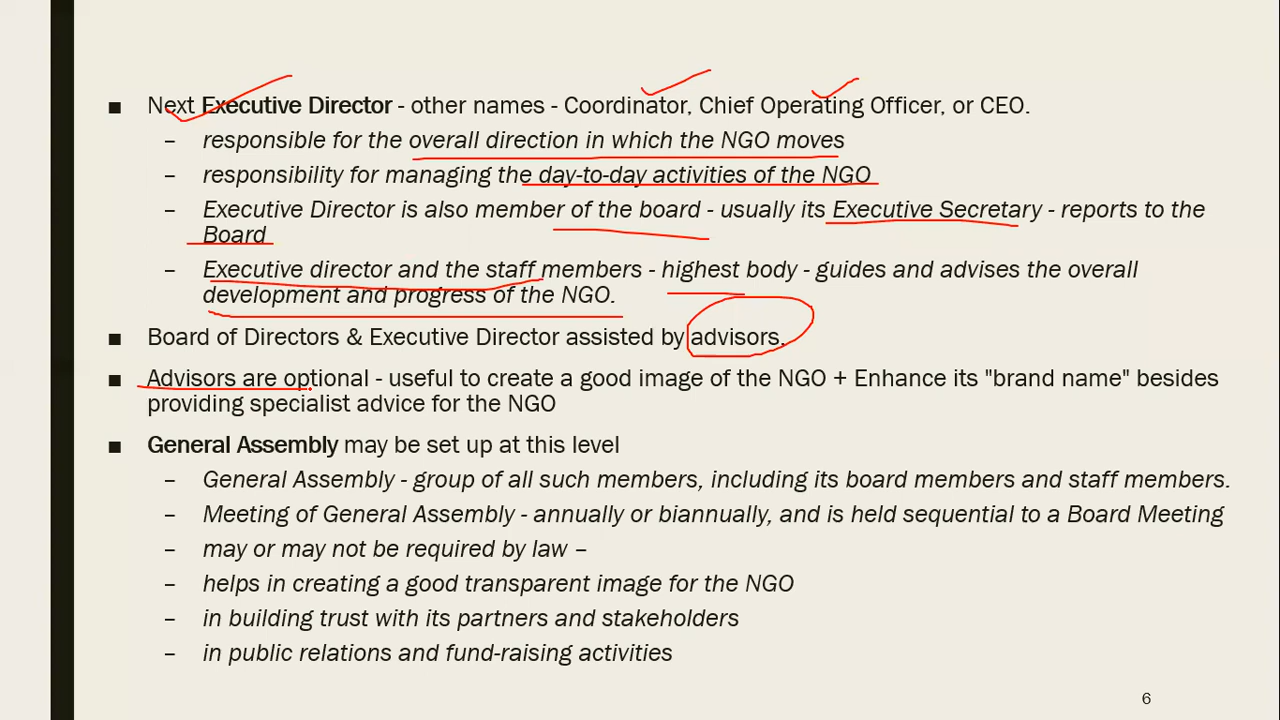 ■ Next Executive Director - other names - Coordinator, Chief Operating Officer, or CEO.
– responsible for the overall direction in which the NGO moves
– responsibility for managing the day-to-day activities of the NGO
– Executive Director is also member of the board - usually its Executive Secretary - reports to the
Board
– Executive director and the staff members - highest body - guides and advises the overall
development and progress of the NGO.
■ Board of Directors & Executive Director assisted by advisors.
■ Advisors are optional - useful to create a good image of the NGO + Enhance its "brand name" besides
providing specialist advice for the NGO
■ General Assembly may be set up at this level
– General Assembly - group of all such members, including its board members and staff members.
– Meeting of General Assembly - annually or biannually, and is held sequential to a Board Meeting
– may or may not be required by law –
– helps in creating a good transparent image for the NGO
– in building trust with its partners and stakeholders
– in public relations and fund-raising activities
6